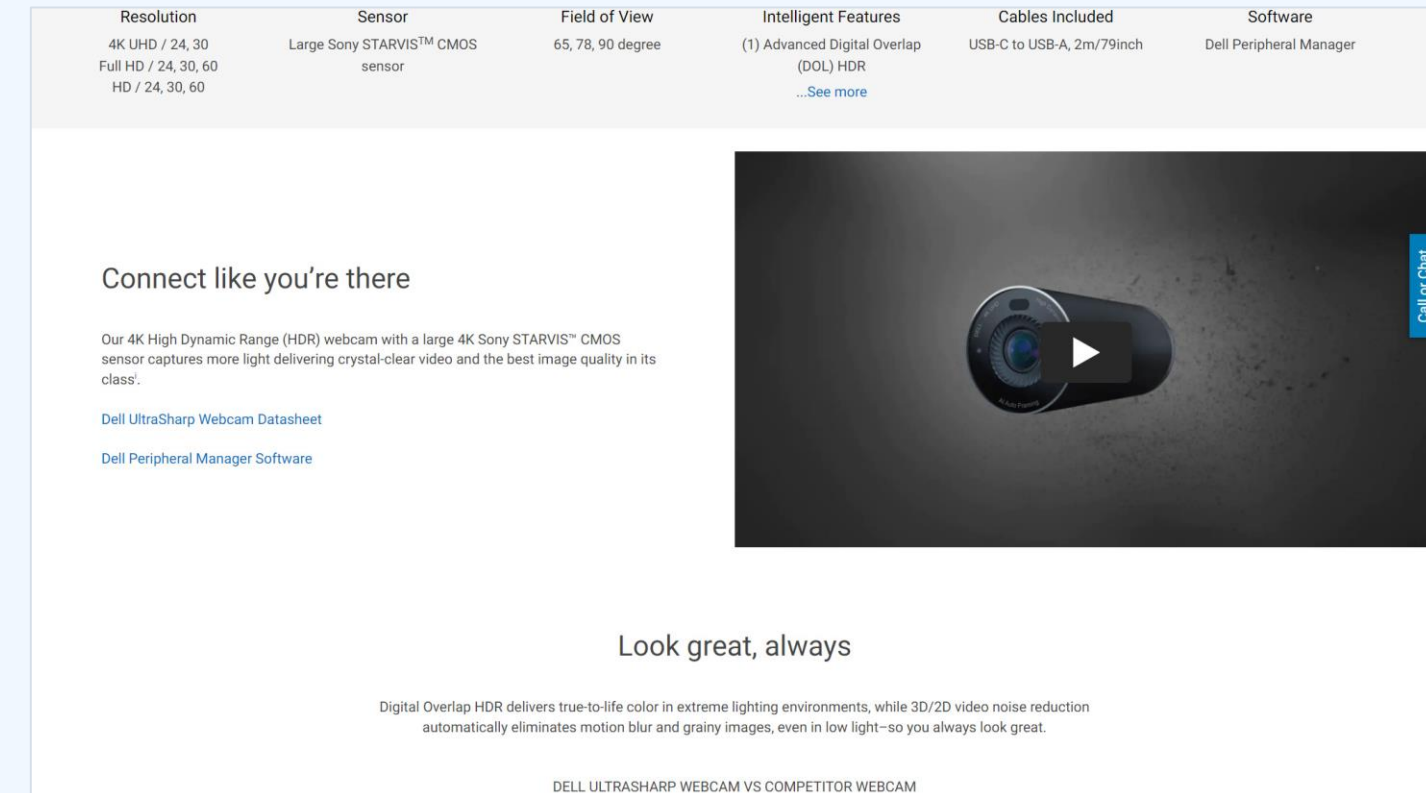 Resolution
4K UHD / 24, 30
Full HD / 24, 30, 60
HD / 24, 30, 60
Sensor
Large Sony STARVIS™ CMOS
sensor
Field of View
65, 78, 90 degree
Intelligent Features
(1) Advanced Digital Overlap
(DOL) HDR
...See more
Cables Included
USB-C to USB-A, 2m/79inch
Software
Dell Peripheral Manager
Connect like you’re there
Our 4K High Dynamic Range (HDR) webcam with a large 4K Sony STARVIS™ CMOS
sensor captures more light delivering crystal-clear video and the best image quality in its
classⁱ.
Dell UltraSharp Webcam Datasheet
Dell Peripheral Manager Software
AI Auto Framing
Call or Chat
Look great, always
Digital Overlap HDR delivers true-to-life color in extreme lighting environments, while 3D/2D video noise reduction
automatically eliminates motion blur and grainy images, even in low light–so you always look great.
DELL ULTRASHARP WEBCAM VS COMPETITOR WEBCAM